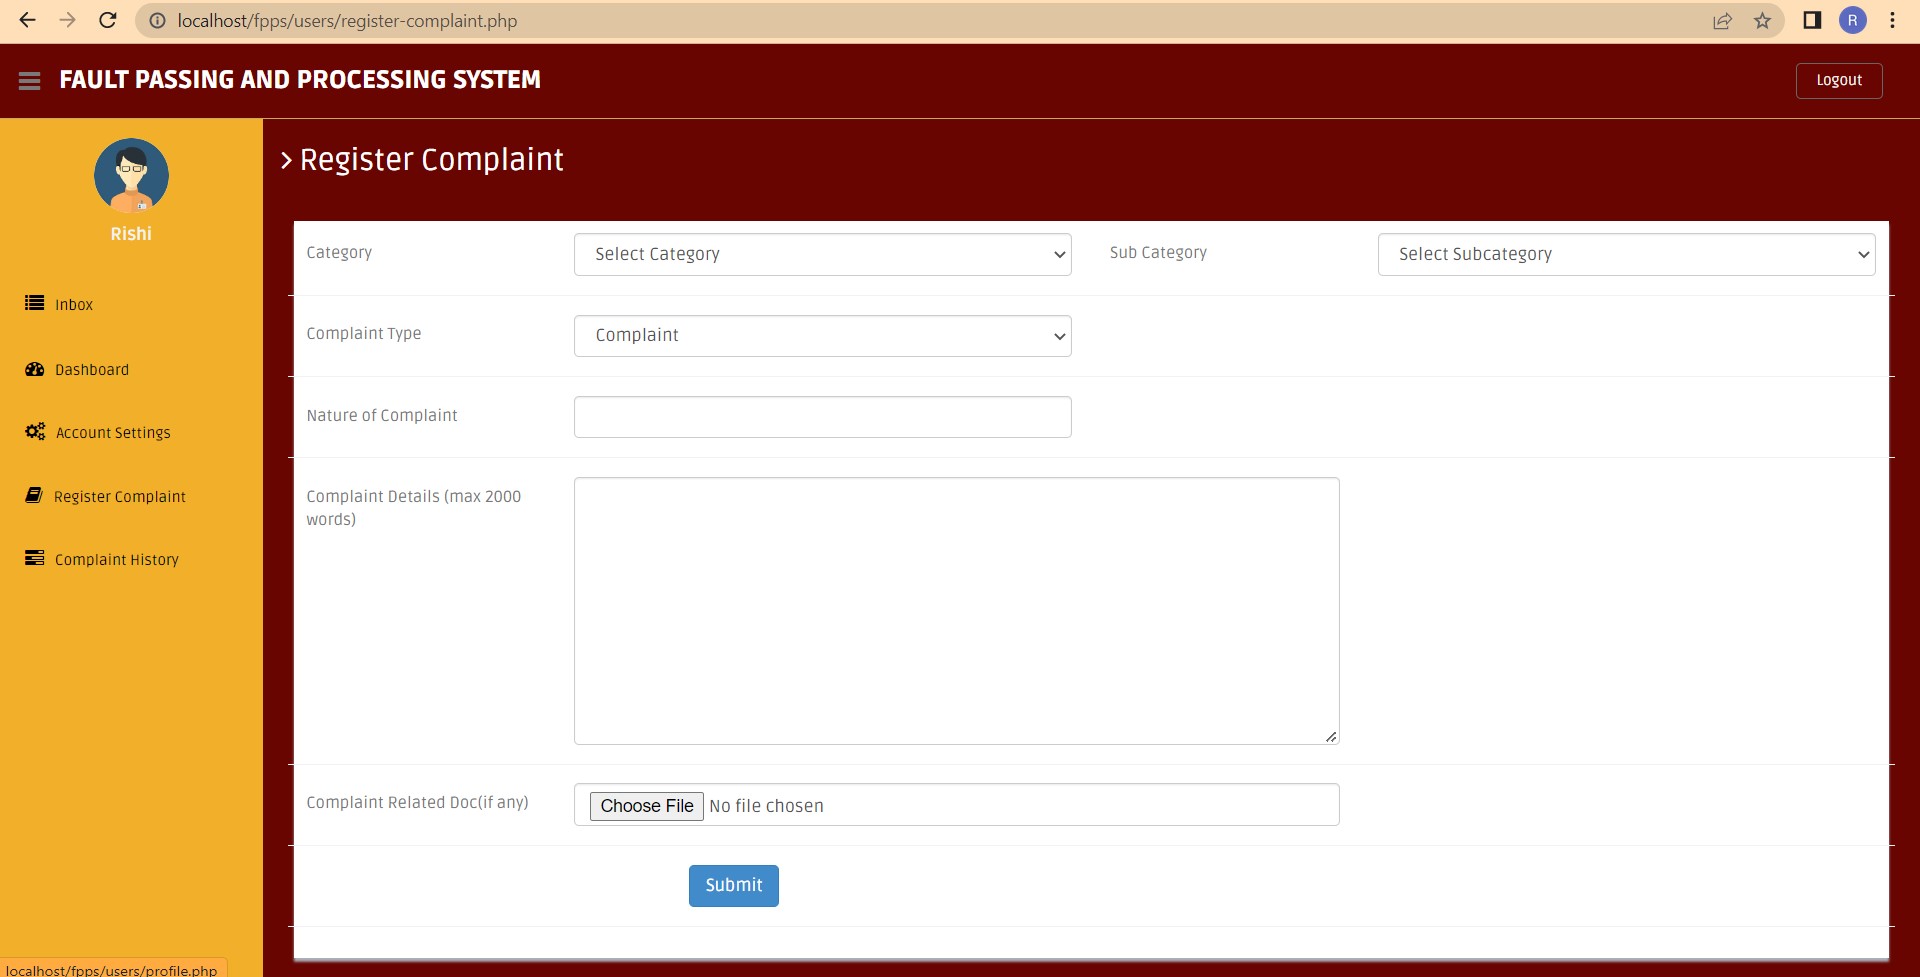 localhost/fpps/users/register-complaint.php
R
FAULT PASSING AND PROCESSING SYSTEM
Logout
Rishi
Inbox
Dashboard
Account Settings
Register Complaint
Complaint History
Register Complaint
Category
Select Category
Sub Category
Select Subcategory
Complaint Type
Complaint
Nature of Complaint
Complaint Details (max 2000
words)
Complaint Related Doc(if any)
Choose File No file chosen
Submit
localhost/fpps/users/profile.php